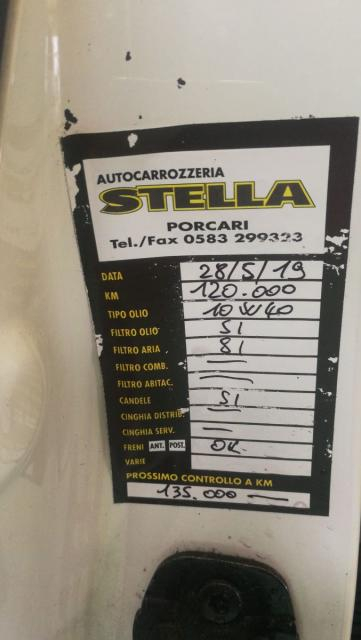 AUTOCARROZZERIA
STELLA
PORCARI
Tel./Fax 0583 299323
DATA 28/5/19
KM 120.000
TIPO OLIO 10W40
FILTRO OLIO SI
FILTRO ARIA SI
FILTRO COMB. —
FILTRO ABITAC. —
CANDELE SI
CINGHIA DISTRIB. —
CINGHIA SERV. —
FRENI ANT. POST. OK
VARIE
PROSSIMO CONTROLLO A KM
135.000 —